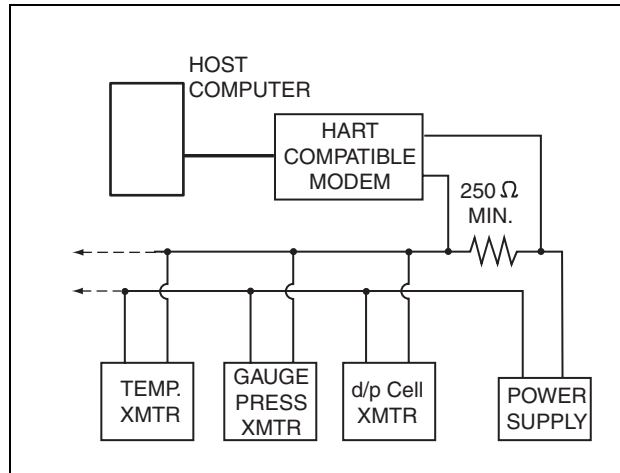 HOST
COMPUTER
HART
COMPATIBLE
MODEM
250 Ω
MIN.
TEMP.
XMTR
GAUGE
PRESS
XMTR
d/p Cell
XMTR
POWER
SUPPLY